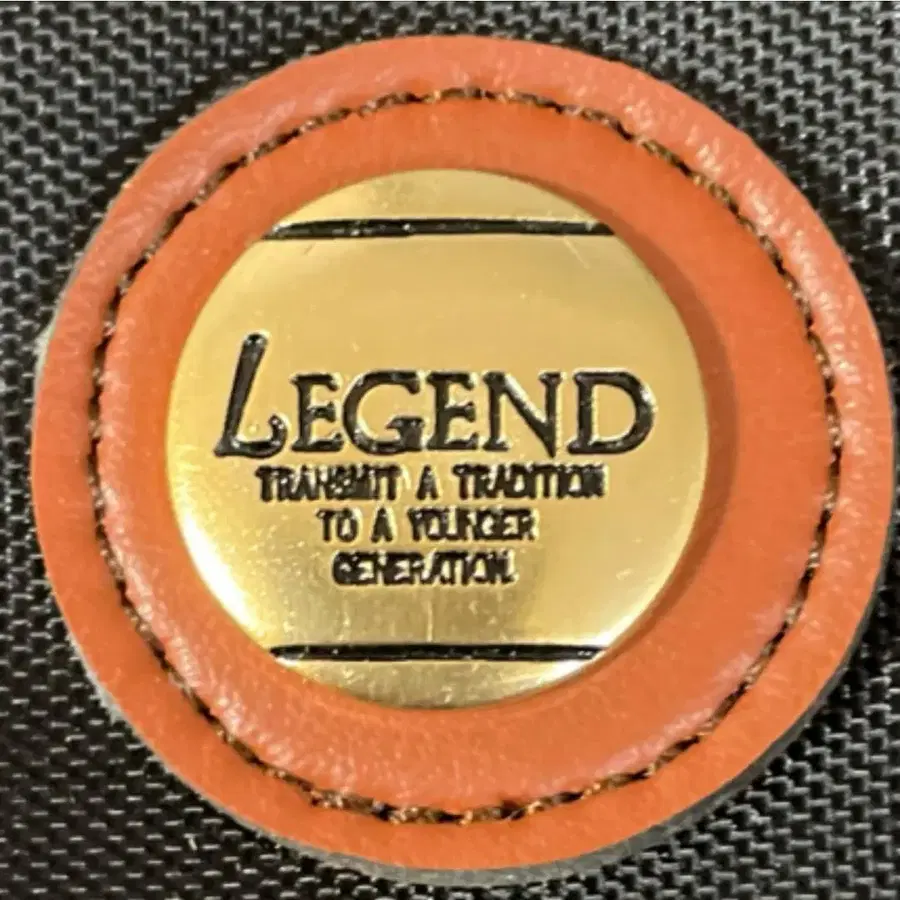 LEGEND
TRANSMIT A TRADITION
TO A YOUNGER
GENERATION.